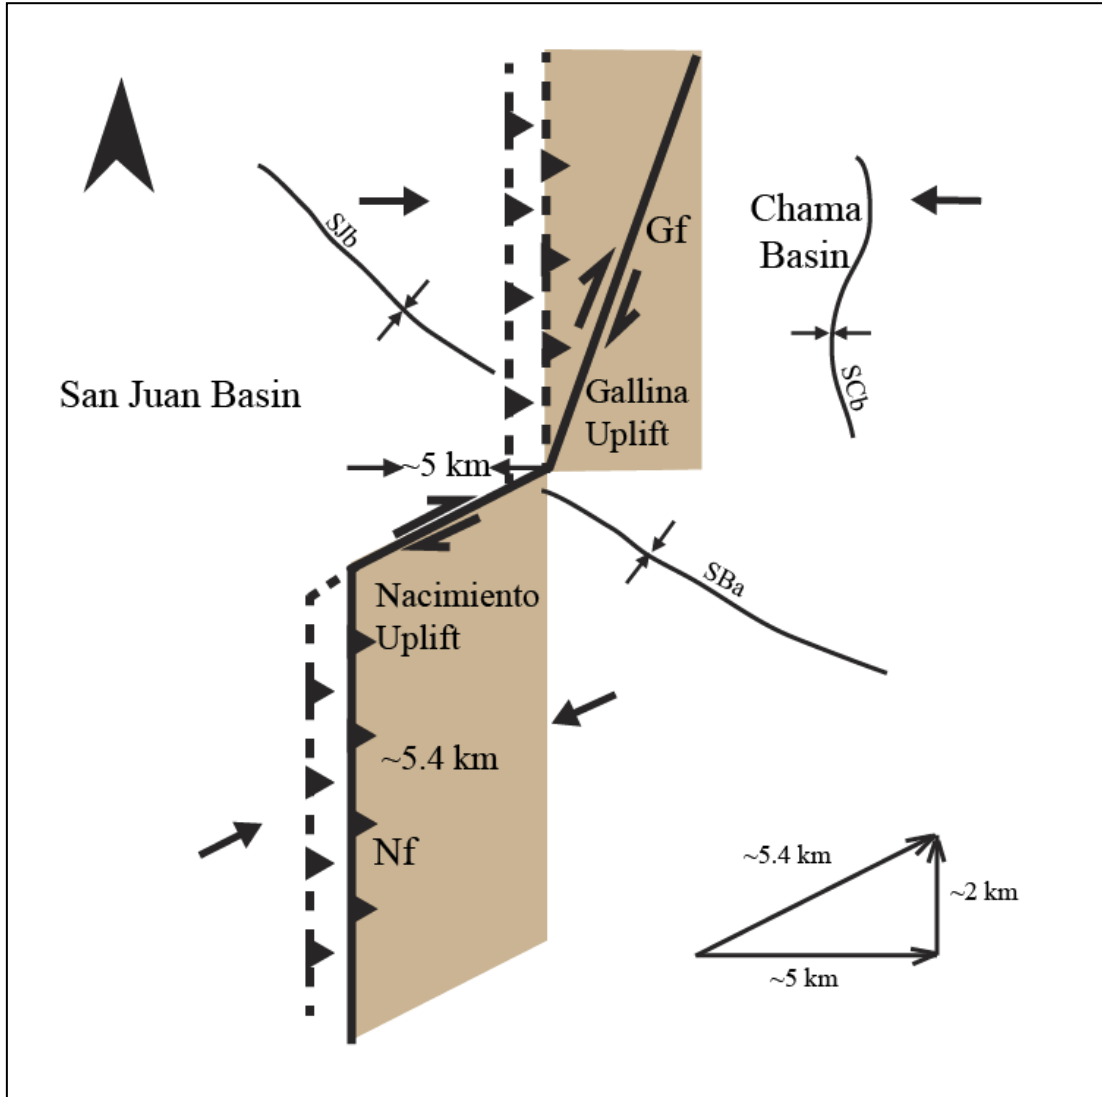 SJb
Chama
Basin
Gf
San Juan Basin
Gallina
Uplift
SCb
~5 km
SBa
Nacimiento
Uplift
~5.4 km
Nf
~5.4 km
~2 km
~5 km